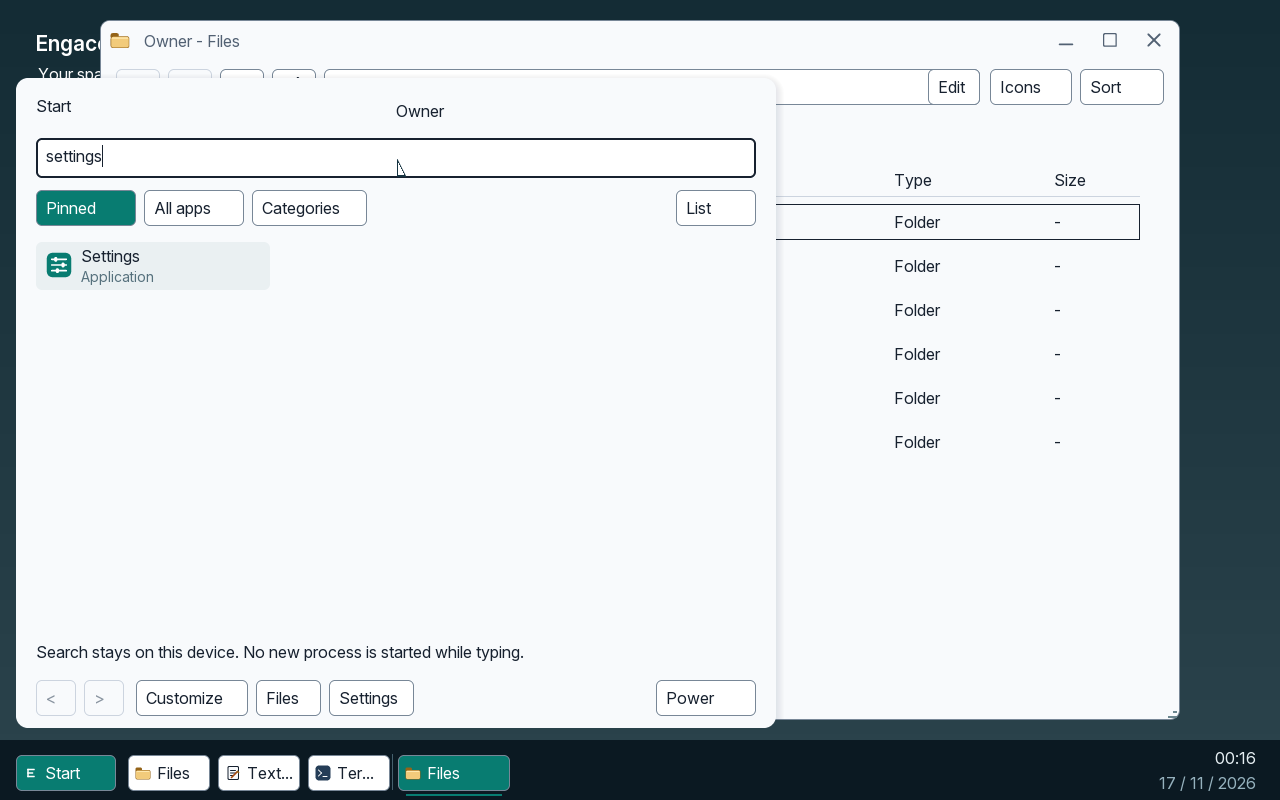 Owner - Files
Your spa
Edit
Icons
Sort
Start
Owner
settings
Pinned
All apps
Categories
List
Settings
Application
Type
Size
Folder
-
Folder
-
Folder
-
Folder
-
Folder
-
Folder
-
Search stays on this device. No new process is started while typing.
<
>
Customize
Files
Settings
Power
E
Start
Files
Text...
Ter...
Files
00:16
17 / 11 / 2026